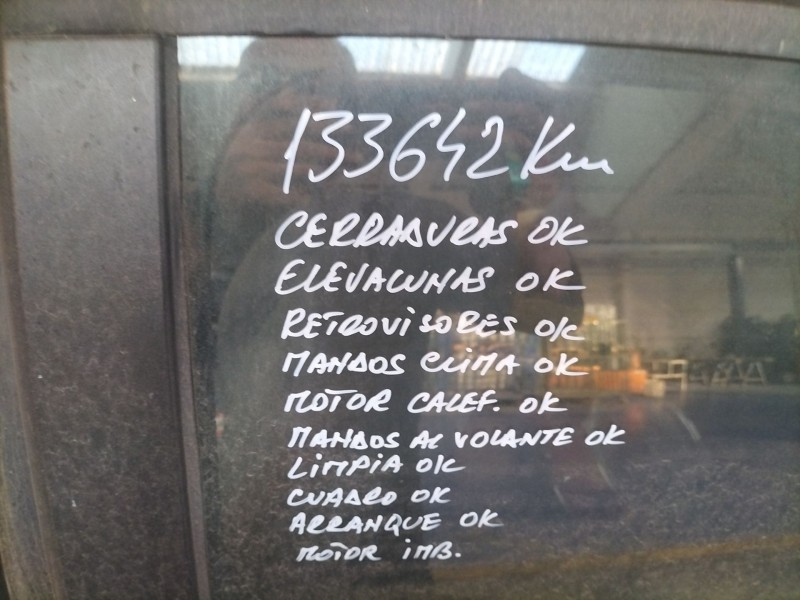 133642 Km
CERRADURAS OK
ELEVALUNAS OK
RETROVISORES OK
MANDOS CLIMA OK
MOTOR CALEF. OK
MANDOS AL VOLANTE OK
LIMPIA OK
CUADRO OK
ARRANQUE OK
MOTOR IMB.